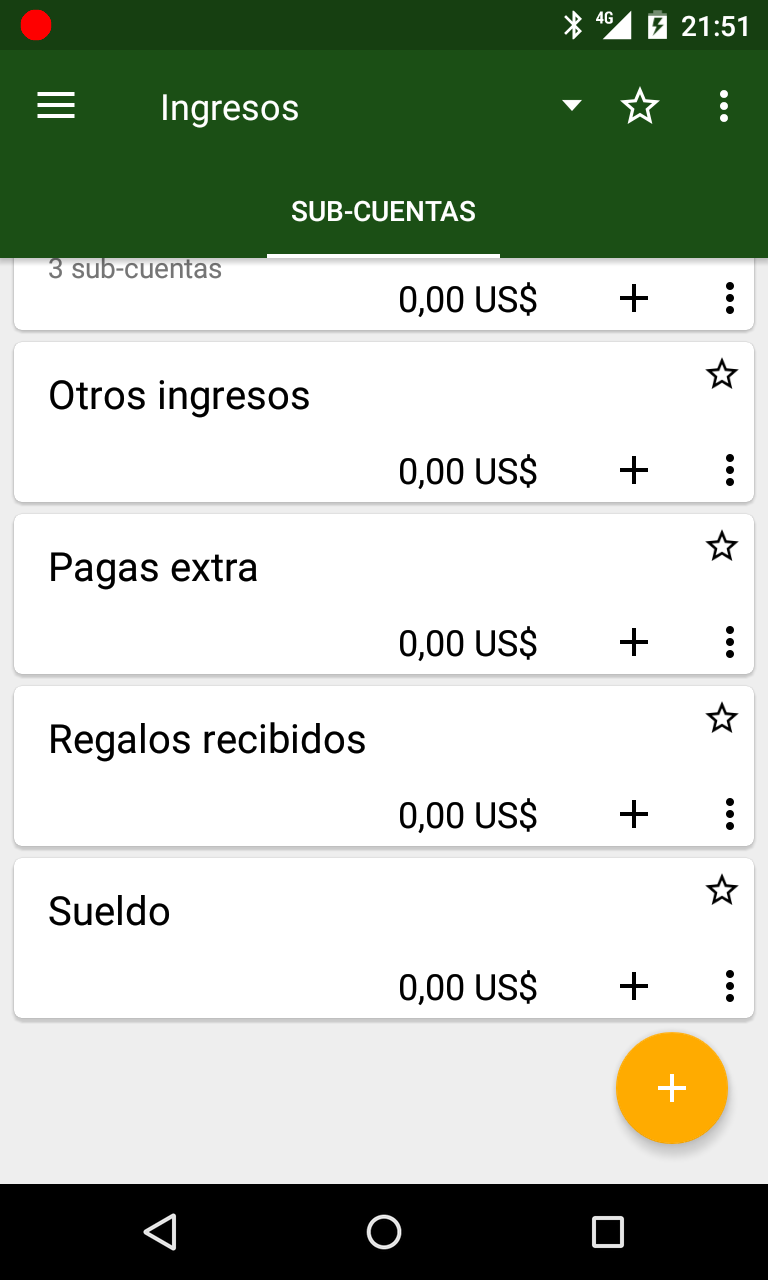 4G 21:51
Ingresos
SUB-CUENTAS
3 sub-cuentas
0,00 US$
Otros ingresos
0,00 US$
Pagas extra
0,00 US$
Regalos recibidos
0,00 US$
Sueldo
0,00 US$